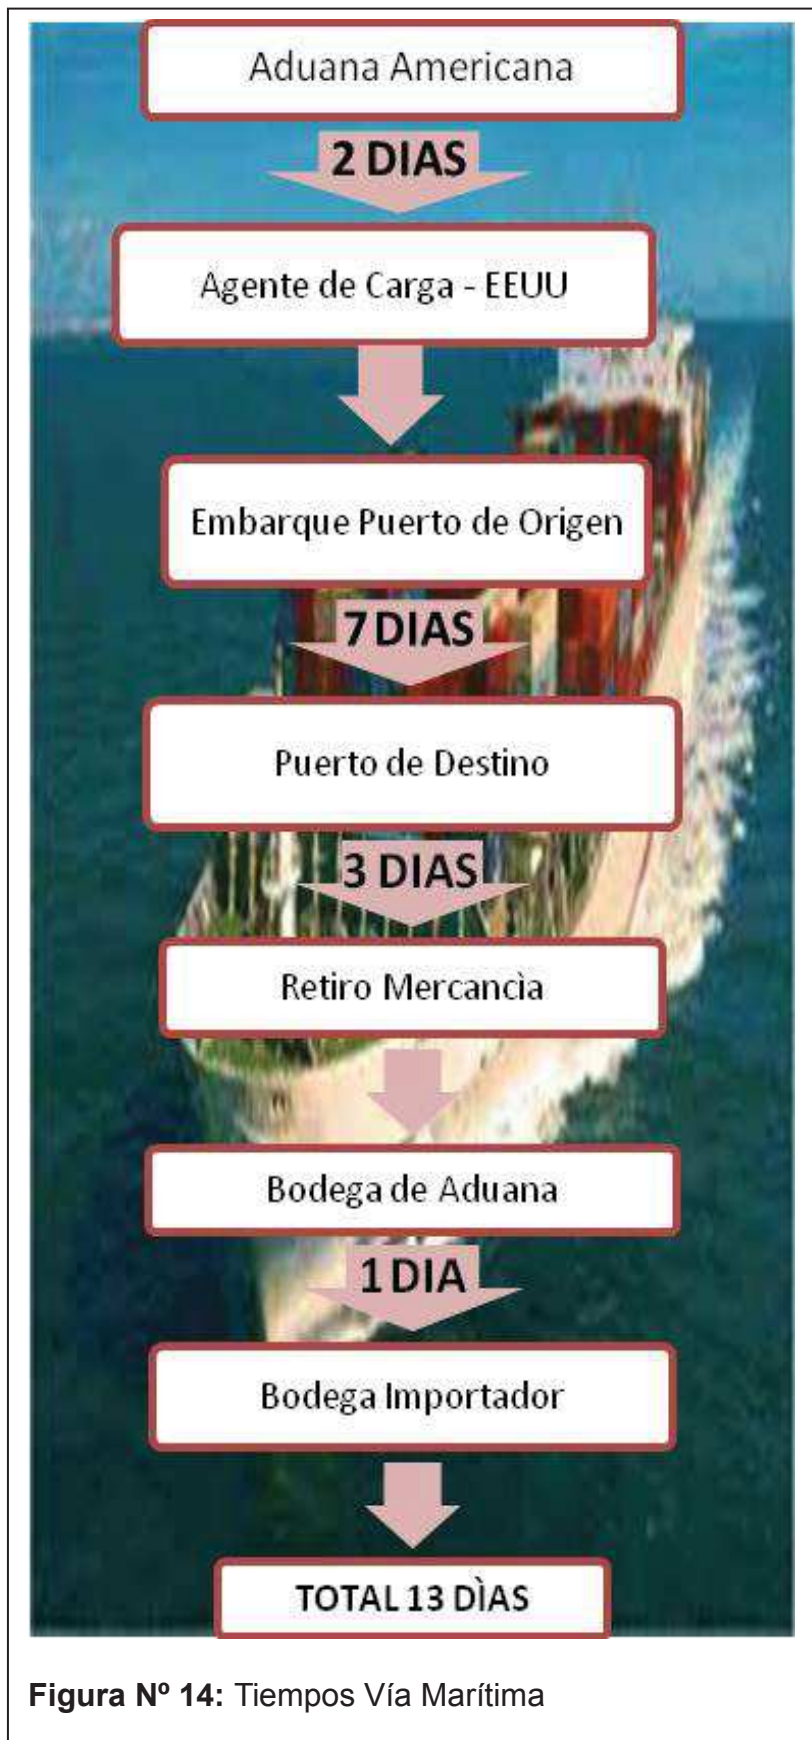 Aduana Americana
2 DIAS
Agente de Carga - EEUU
Embarque Puerto de Origen
7 DIAS
Puerto de Destino
3 DIAS
Retiro Mercancìa
Bodega de Aduana
1 DIA
Bodega Importador
TOTAL 13 DÌAS
Figura Nº 14: Tiempos Vía Marítima